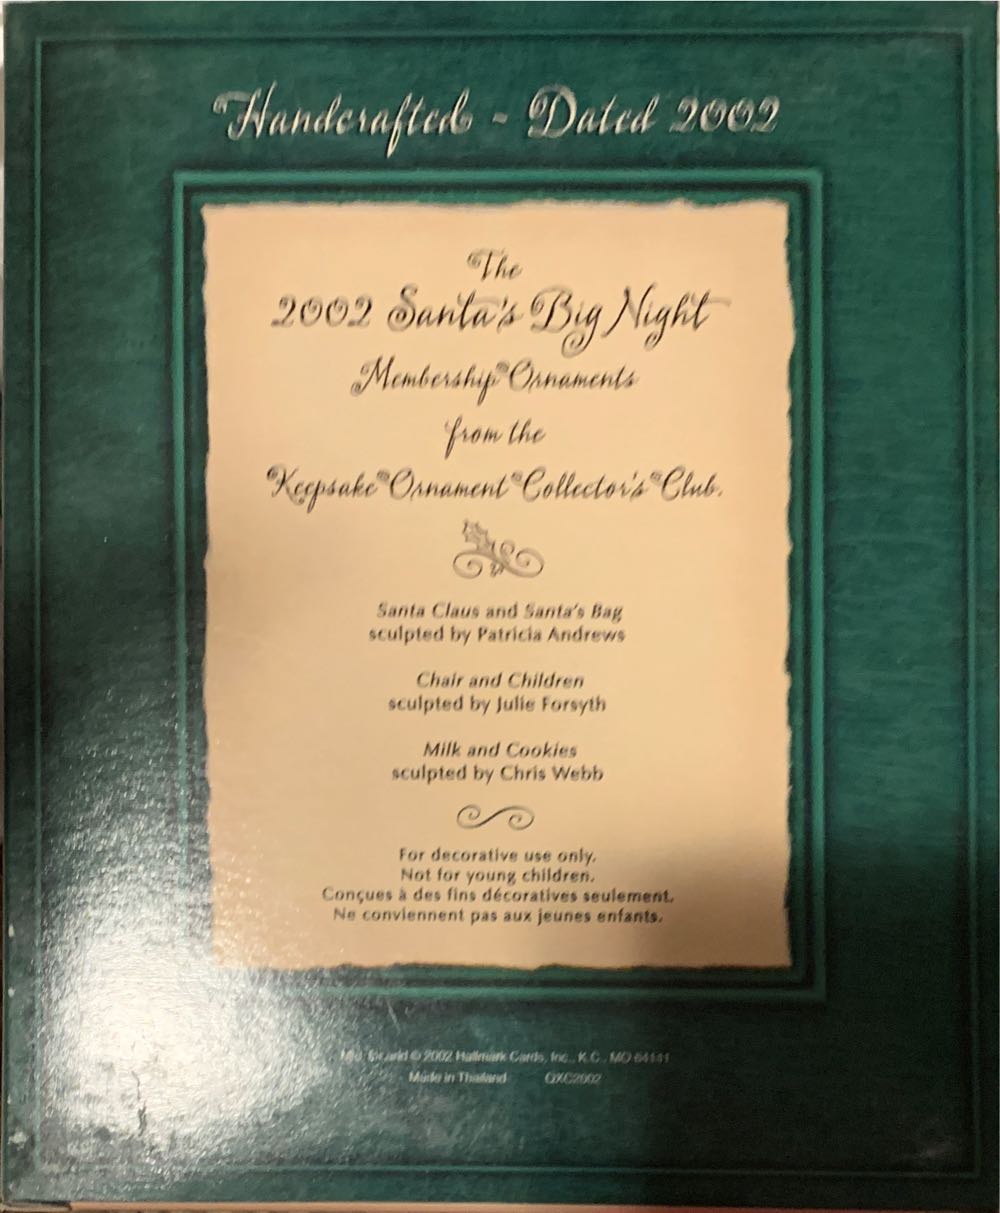 Handcrafted - Dated 2002
The
2002 Santa's Big Night
Membership Ornaments
from the
Keepsake Ornament Collector's Club.
Santa Claus and Santa's Bag
sculpted by Patricia Andrews
Chair and Children
sculpted by Julie Forsyth
Milk and Cookies
sculpted by Chris Webb
For decorative use only.
Not for young children.
Conçues à des fins décoratives seulement.
Ne conviennent pas aux jeunes enfants.
© 2002 Hallmark Cards, Inc., K.C., MO 64141
Made in Thailand QXC2002